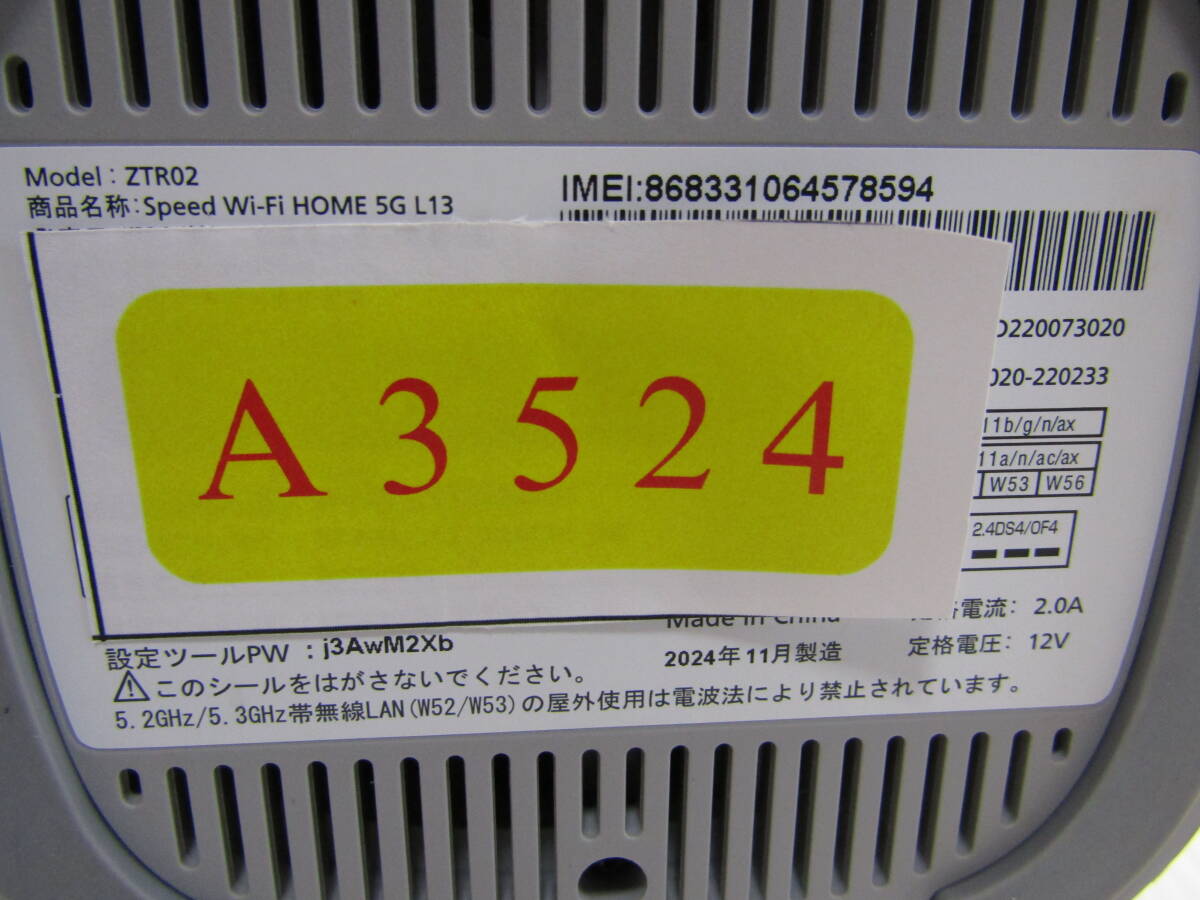 Model : ZTR02
商品名称:Speed Wi-Fi HOME 5G L13
IMEI:868331064578594
D220073020
020-220233
11b/g/n/ax
11a/n/ac/ax
W53 W56
2.4DS4/OF4
A3524
Made in China
電流: 2.0A
設定ツールPW : j3AwM2Xb
2024年11月製造
定格電圧: 12V
このシールをはがさないでください。
5.2GHz/5.3GHz帯無線LAN(W52/W53)の屋外使用は電波法により禁止されています。